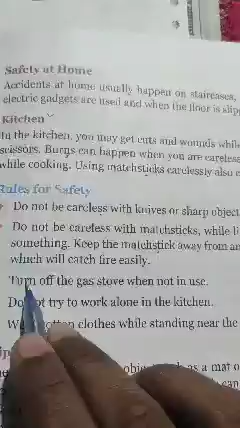 Safety at Home
Accidents at home usually happen on staircases,
electric gadgets are used and when the floor is slip
Kitchen
In the kitchen, you may get cuts and wounds while
scissors. Burns can happen when you are careless
while cooking. Using matchsticks carelessly also
Rules for Safety
Do not be careless with knives or sharp object
Do not be careless with matchsticks, while li
something. Keep the matchstick away from an
which will catch fire easily.
Turn off the gas stove when not in use.
Do not try to work alone in the kitchen.
clothes while standing near the
as a mat o